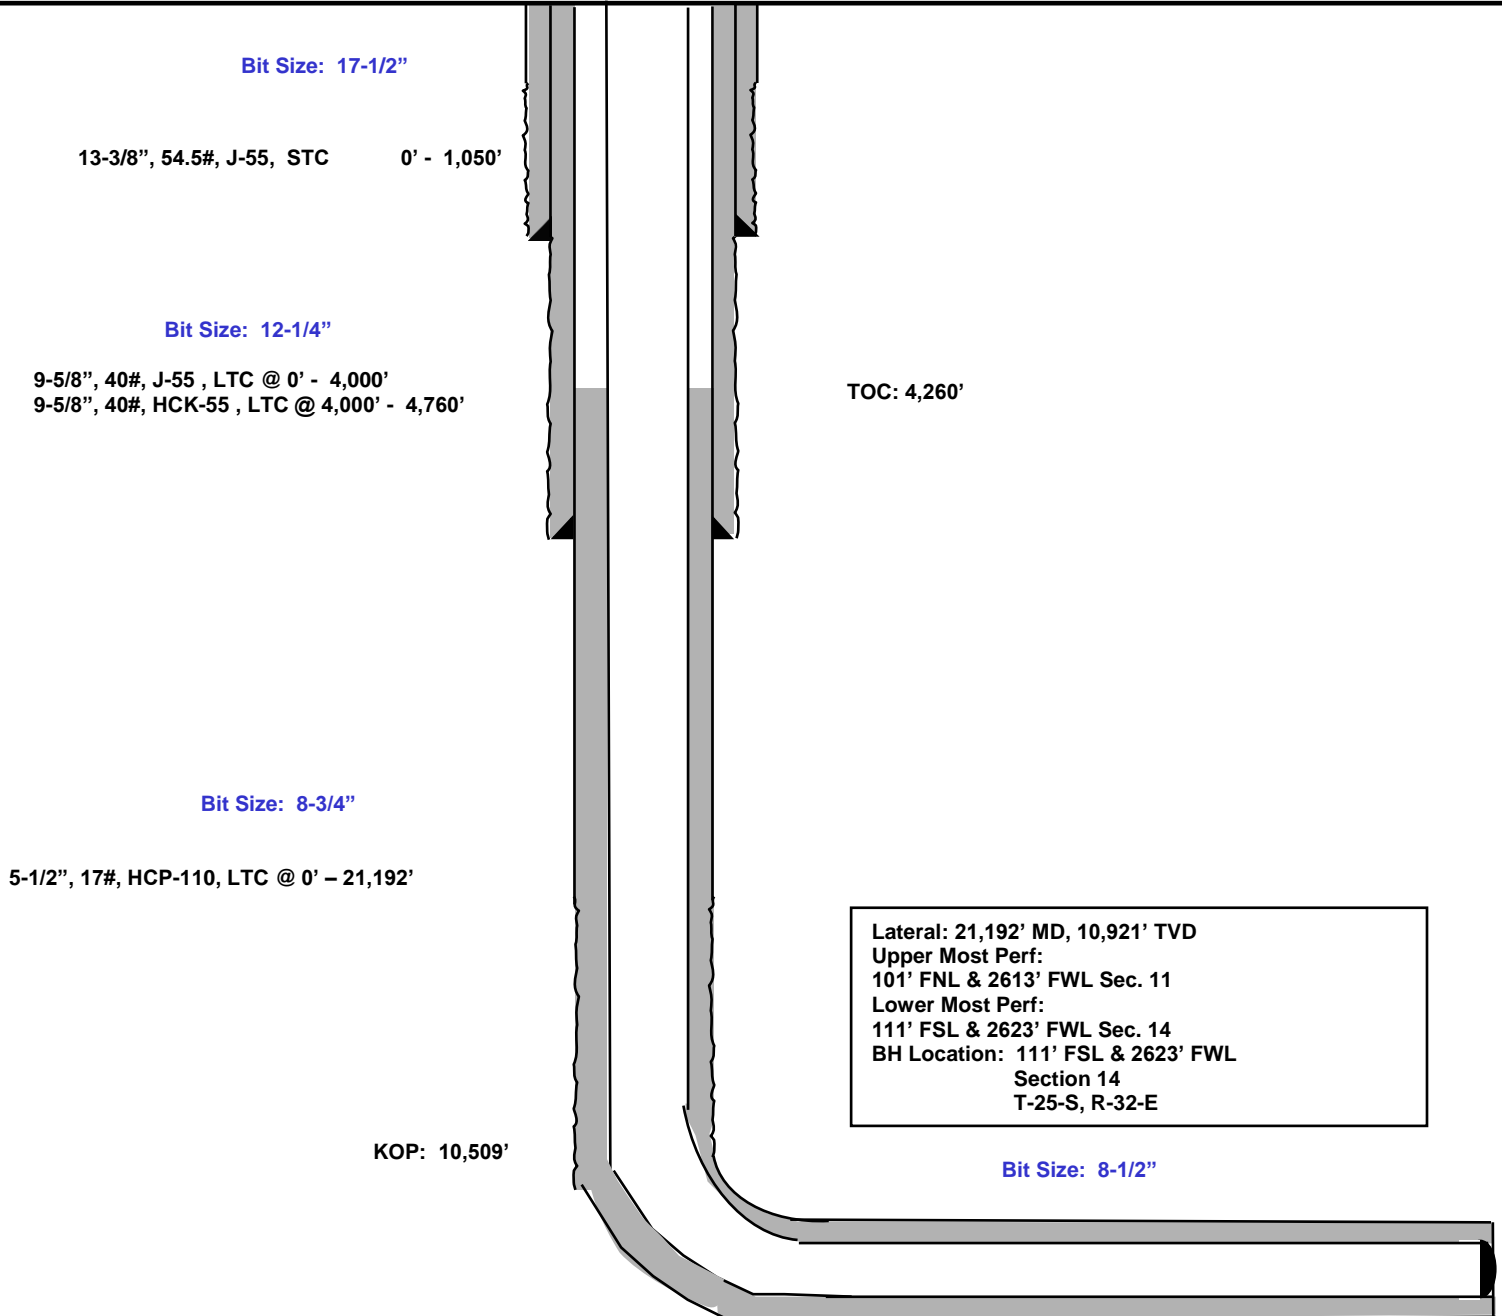 Bit Size: 17-1/2”
13-3/8”, 54.5#, J-55, STC 0’ - 1,050’
Bit Size: 12-1/4”
9-5/8”, 40#, J-55 , LTC @ 0’ - 4,000’
9-5/8”, 40#, HCK-55 , LTC @ 4,000’ - 4,760’
TOC: 4,260’
Bit Size: 8-3/4”
5-1/2”, 17#, HCP-110, LTC @ 0’ – 21,192’
Lateral: 21,192’ MD, 10,921’ TVD
Upper Most Perf:
101’ FNL & 2613’ FWL Sec. 11
Lower Most Perf:
111’ FSL & 2623’ FWL Sec. 14
BH Location: 111’ FSL & 2623’ FWL
Section 14
T-25-S, R-32-E
KOP: 10,509’
Bit Size: 8-1/2”